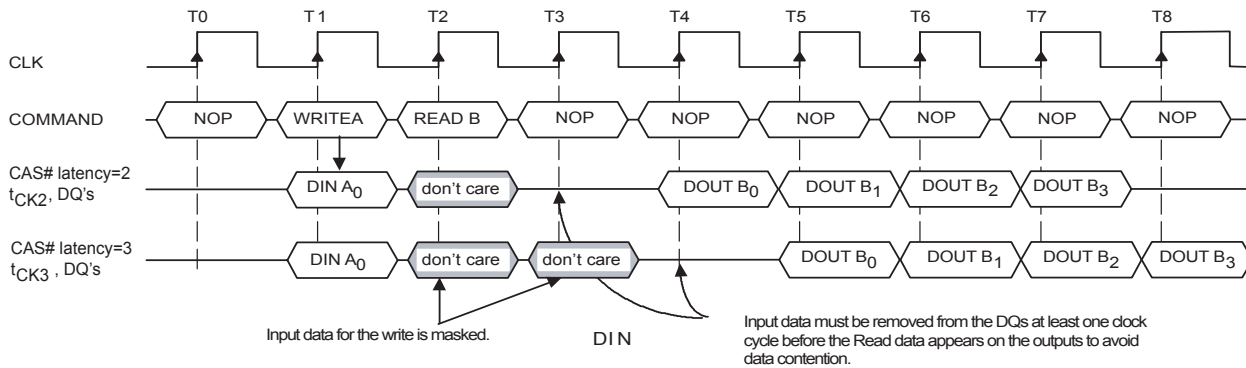 T0 T1 T2 T3 T4 T5 T6 T7 T8
CLK
COMMAND NOP WRITEA READ B NOP NOP NOP NOP NOP NOP
CAS# latency=2
tCK2, DQ's DIN A0 don't care DOUT B0 DOUT B1 DOUT B2 DOUT B3
CAS# latency=3
tCK3 , DQ's DIN A0 don't care don't care DOUT B0 DOUT B1 DOUT B2 DOUT B3
Input data for the write is masked.
DIN
Input data must be removed from the DQs at least one clock
cycle before the Read data appears on the outputs to avoid
data contention.